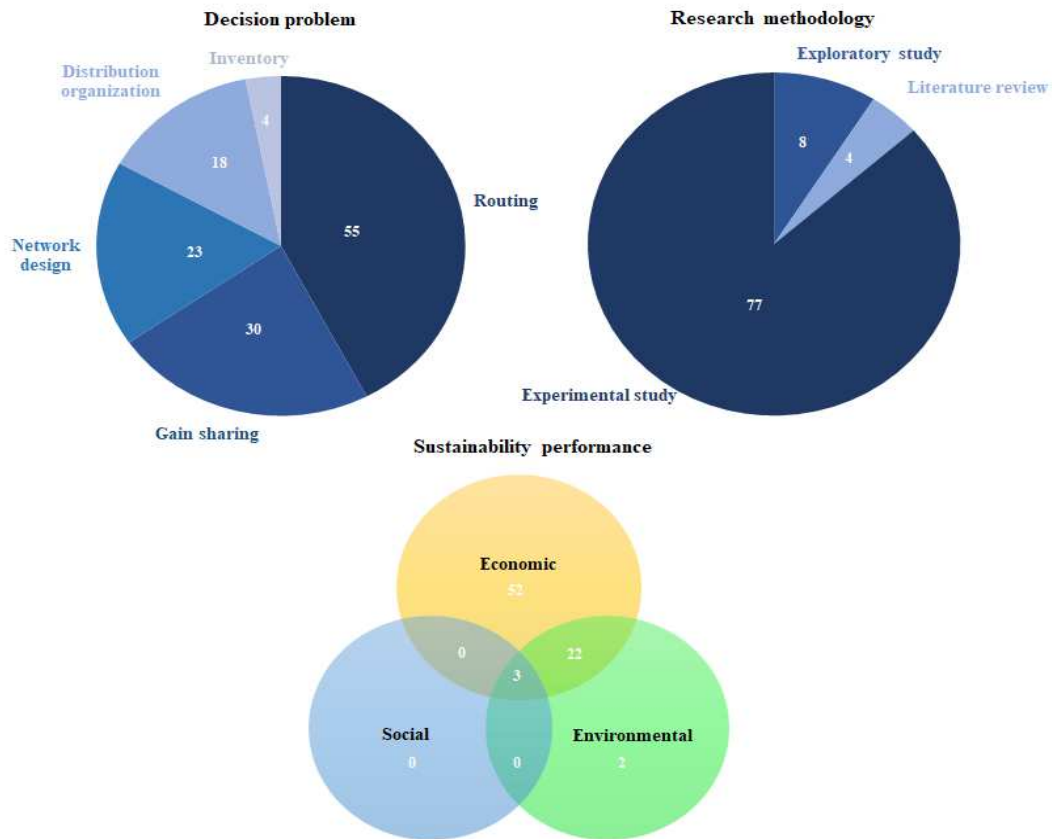 Decision problem
Inventory
Distribution
organization
4
18
Routing
55
Network
design
23
30
Gain sharing
Research methodology
Exploratory study
Literature review
8
4
77
Experimental study
Sustainability performance
Economic
52
0
22
3
Social
0
0
Environmental
2